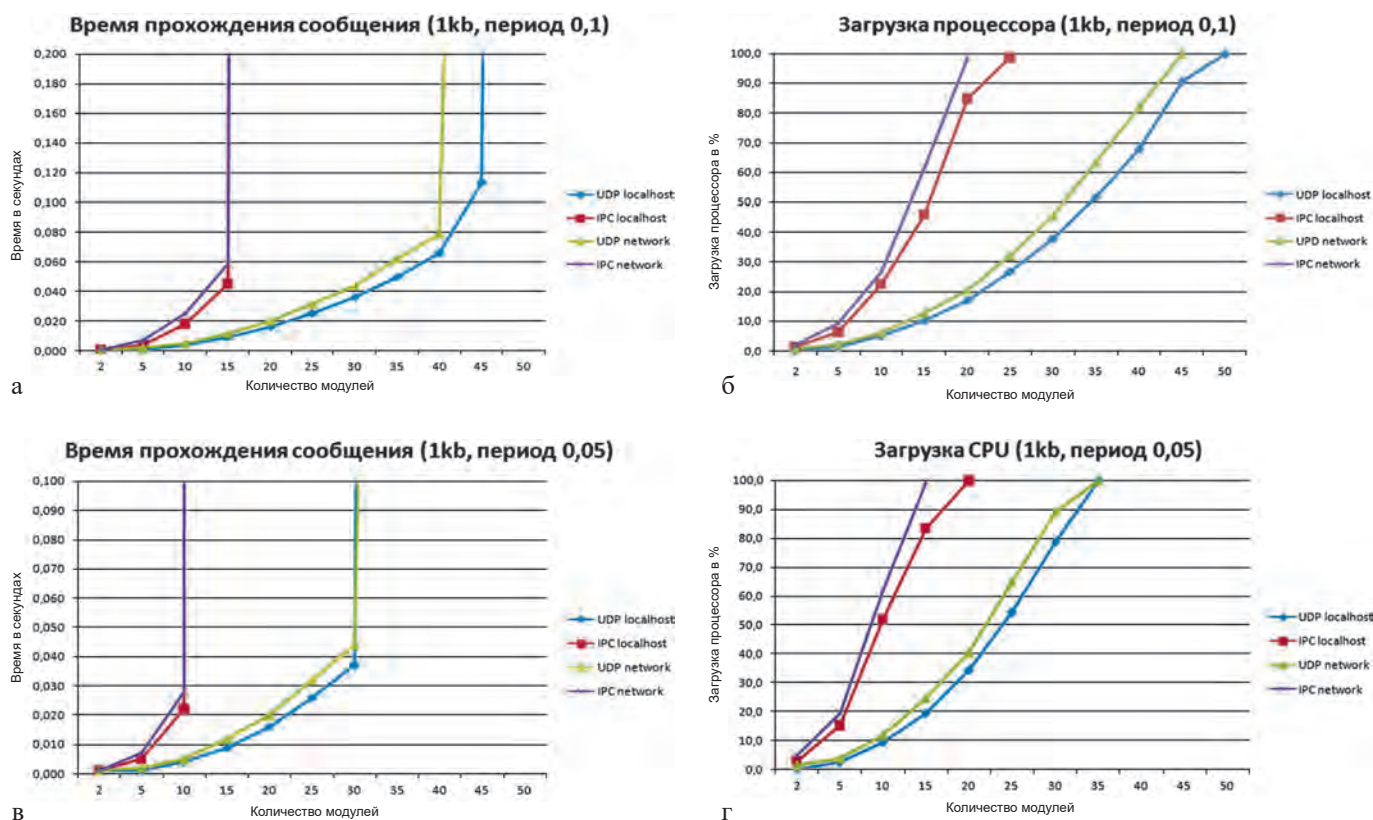 Время прохождения сообщения (1kb, период 0,1)
0,200
0,180
0,160
0,140
0,120
0,100
0,080
0,060
0,040
0,020
0,000
Время в секундах
2 5 10 15 20 25 30 35 40 45 50
Количество модулей
UDP localhost
IPC localhost
UDP network
IPC network
а
Загрузка процессора (1kb, период 0,1)
100,0
90,0
80,0
70,0
60,0
50,0
40,0
30,0
20,0
10,0
0,0
Загрузка процессора в %
2 5 10 15 20 25 30 35 40 45 50
Количество модулей
UDP localhost
IPC localhost
UPD network
IPC network
б
Время прохождения сообщения (1kb, период 0,05)
0,100
0,090
0,080
0,070
0,060
0,050
0,040
0,030
0,020
0,010
0,000
Время в секундах
2 5 10 15 20 25 30 35 40 45 50
Количество модулей
UDP localhost
IPC localhost
UDP network
IPC network
в
Загрузка CPU (1kb, период 0,05)
100,0
90,0
80,0
70,0
60,0
50,0
40,0
30,0
20,0
10,0
0,0
Загрузка процессора в %
2 5 10 15 20 25 30 35 40 45 50
Количество модулей
UDP localhost
IPC localhost
UDP network
IPC network
г